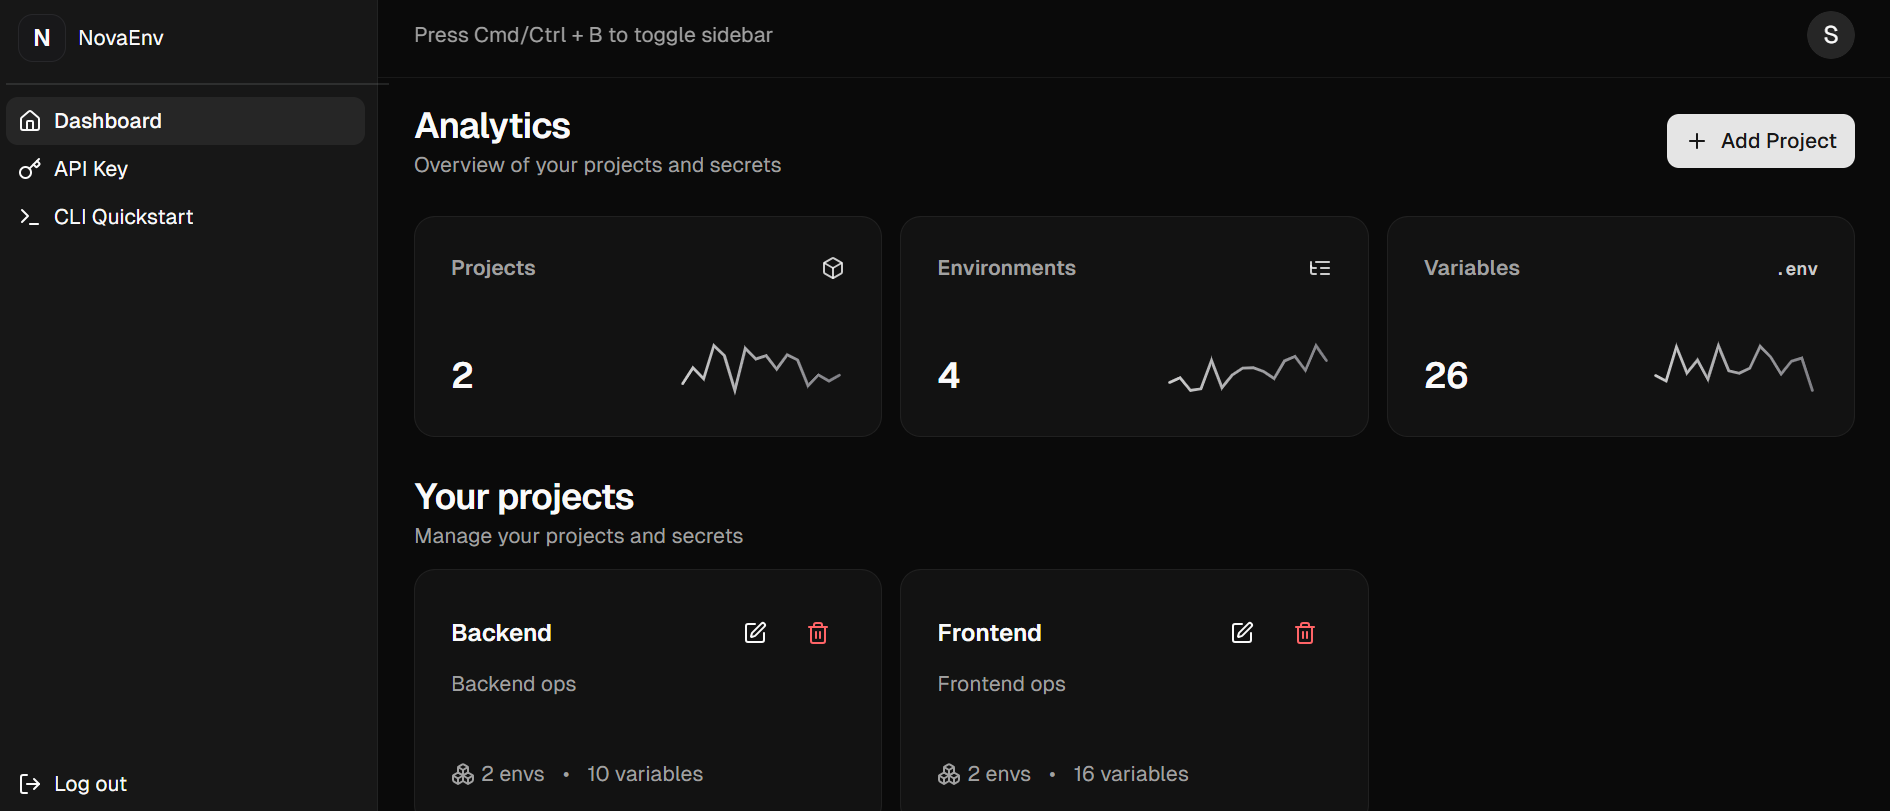 N NovaEnv
Dashboard
API Key
CLI Quickstart
Log out
Press Cmd/Ctrl + B to toggle sidebar
S
Analytics
Overview of your projects and secrets
Add Project
Projects
2
Environments
4
Variables
.env
26
Your projects
Manage your projects and secrets
Backend
Backend ops
2 envs • 10 variables
Frontend
Frontend ops
2 envs • 16 variables